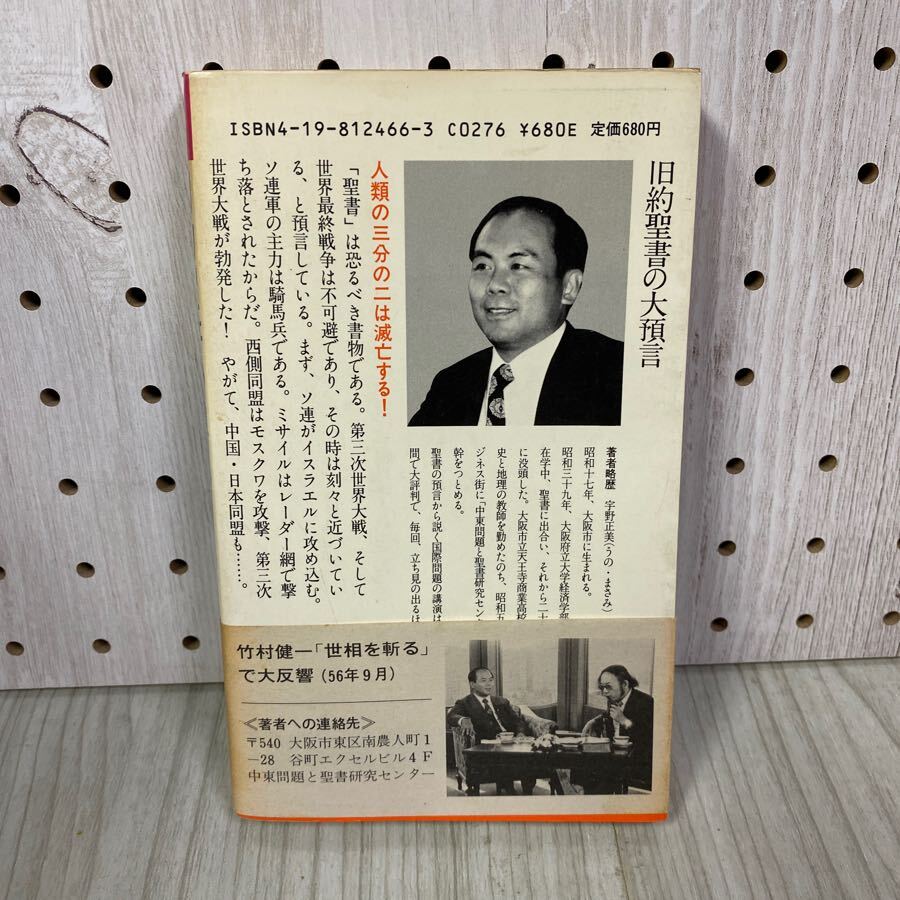 ISBN4-19-812466-3 C0276 ¥680E 定価680円
旧約聖書の大預言
著者略歴 宇野正美(うの・まさみ)
昭和十七年、大阪市に生まれる。
昭和三十九年、大阪府立大学経済学部
在学中、聖書に出合い、それから二十
に没頭した。大阪市立天王寺商業高校
史と地理の教師を勤めたのち、昭和五
ジネス街に「中東問題と聖書研究セン
幹をつとめる。
聖書の預言から説く国際問題の講演は
間で大評判で、毎回、立ち見の出るほ
人類の三分の二は滅亡する!
「聖書」は恐るべき書物である。第三次世界大戦、そして
世界最終戦争は不可避であり、その時は刻々と近づいてい
る、と預言している。まず、ソ連がイスラエルに攻め込む。
ソ連軍の主力は騎馬兵である。ミサイルはレーダー網で撃
ち落とされたからだ。西側同盟はモスクワを攻撃、第三次
世界大戦が勃発した! やがて、中国・日本同盟も……。
竹村健一「世相を斬る」
で大反響(56年9月)
〈著者への連絡先〉
〒540 大阪市東区南農人町1
−28 谷町エクセルビル4F
中東問題と聖書研究センター